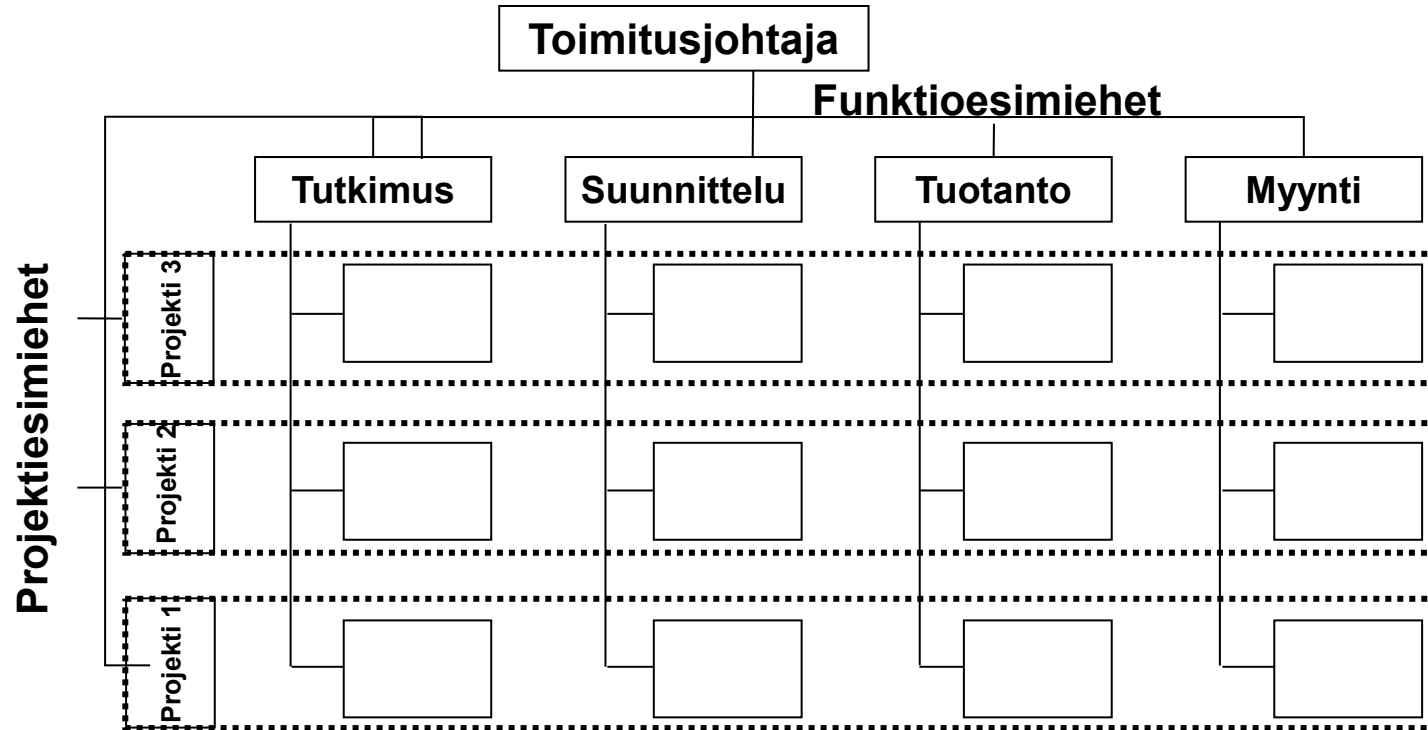 Toimitusjohtaja
Funktioesimiehet
Tutkimus
Suunnittelu
Tuotanto
Myynti
Projektiesimiehet
Projekti 3
Projekti 2
Projekti 1